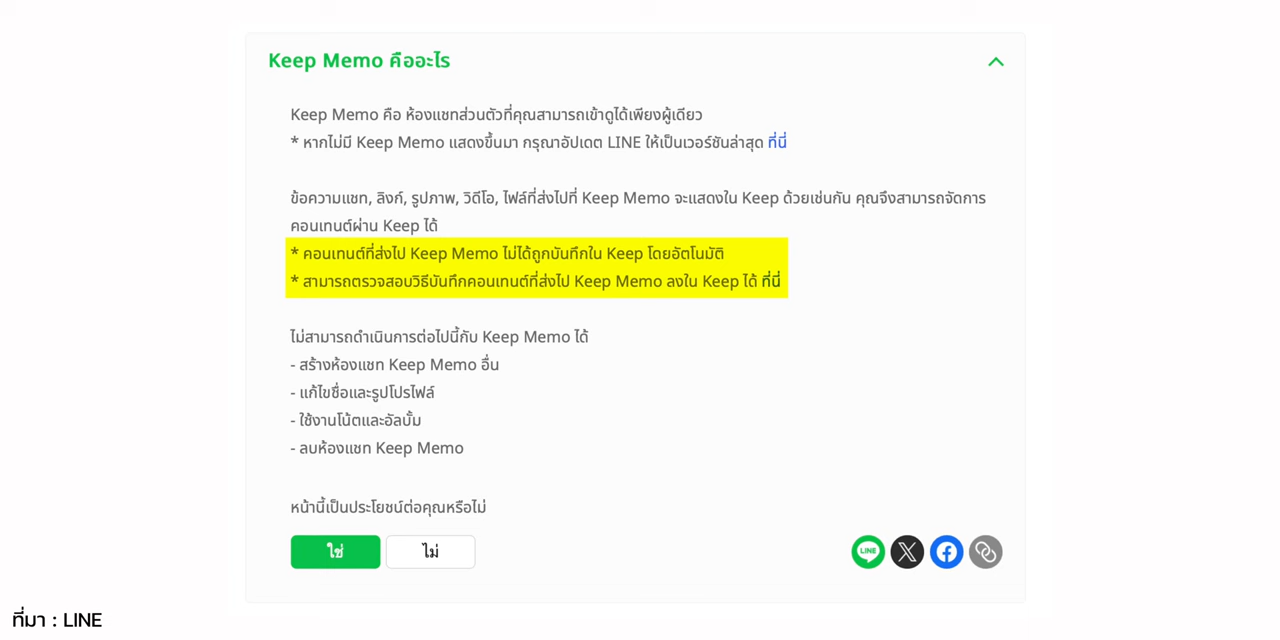 Keep Memo คืออะไร
Keep Memo คือ ห้องแชทส่วนตัวที่คุณสามารถเข้าดูได้เพียงผู้เดียว
* หากไม่มี Keep Memo แสดงขึ้นมา กรุณาอัปเดต LINE ให้เป็นเวอร์ชันล่าสุด ที่นี่
ข้อความแชท, ลิงก์, รูปภาพ, วิดีโอ, ไฟล์ที่ส่งไปที่ Keep Memo จะแสดงใน Keep ด้วยเช่นกัน คุณจึงสามารถจัดการ
คอนเทนต์ผ่าน Keep ได้
* คอนเทนต์ที่ส่งไป Keep Memo ไม่ได้ถูกบันทึกใน Keep โดยอัตโนมัติ
* สามารถตรวจสอบวิธีบันทึกคอนเทนต์ที่ส่งไป Keep Memo ลงใน Keep ได้ ที่นี่
ไม่สามารถดำเนินการต่อไปนี้กับ Keep Memo ได้
- สร้างห้องแชท Keep Memo อื่น
- แก้ไขชื่อและรูปโปรไฟล์
- ใช้งานโน้ตและอัลบั้ม
- ลบห้องแชท Keep Memo
หน้านี้เป็นประโยชน์ต่อคุณหรือไม่
ใช่ ไม่ LINE
ที่มา : LINE